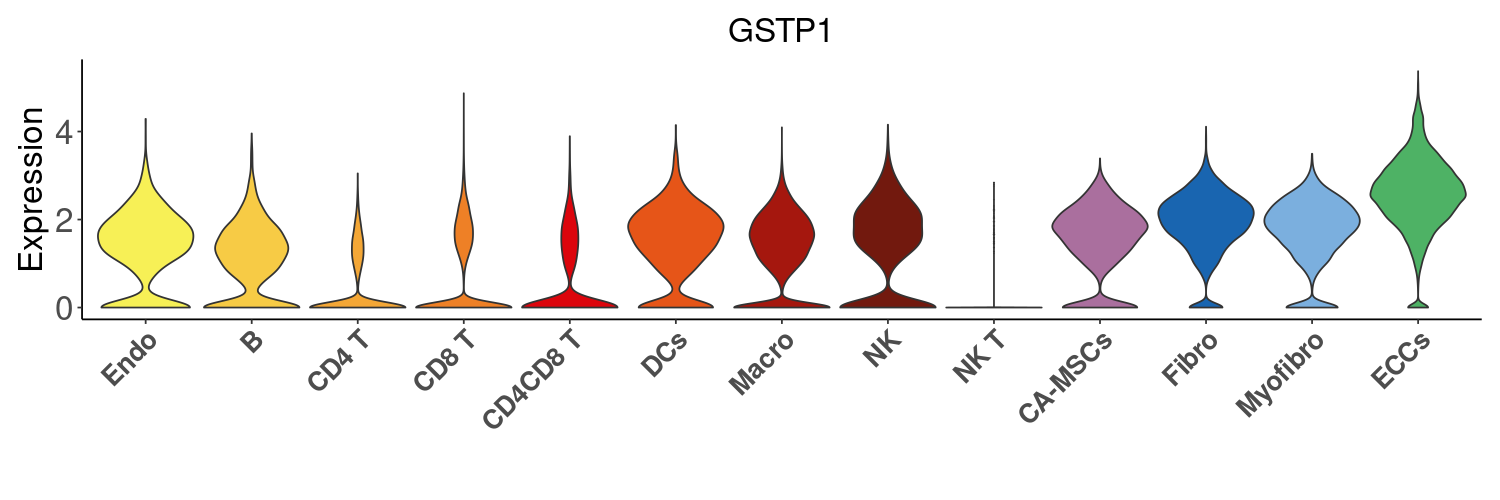 GSTP1
Expression
4
2
0
Endo
B
CD4 T
CD8 T
CD4CD8 T
DCs
Macro
NK
NK T
CA-MSCs
Fibro
Myofibro
ECCs